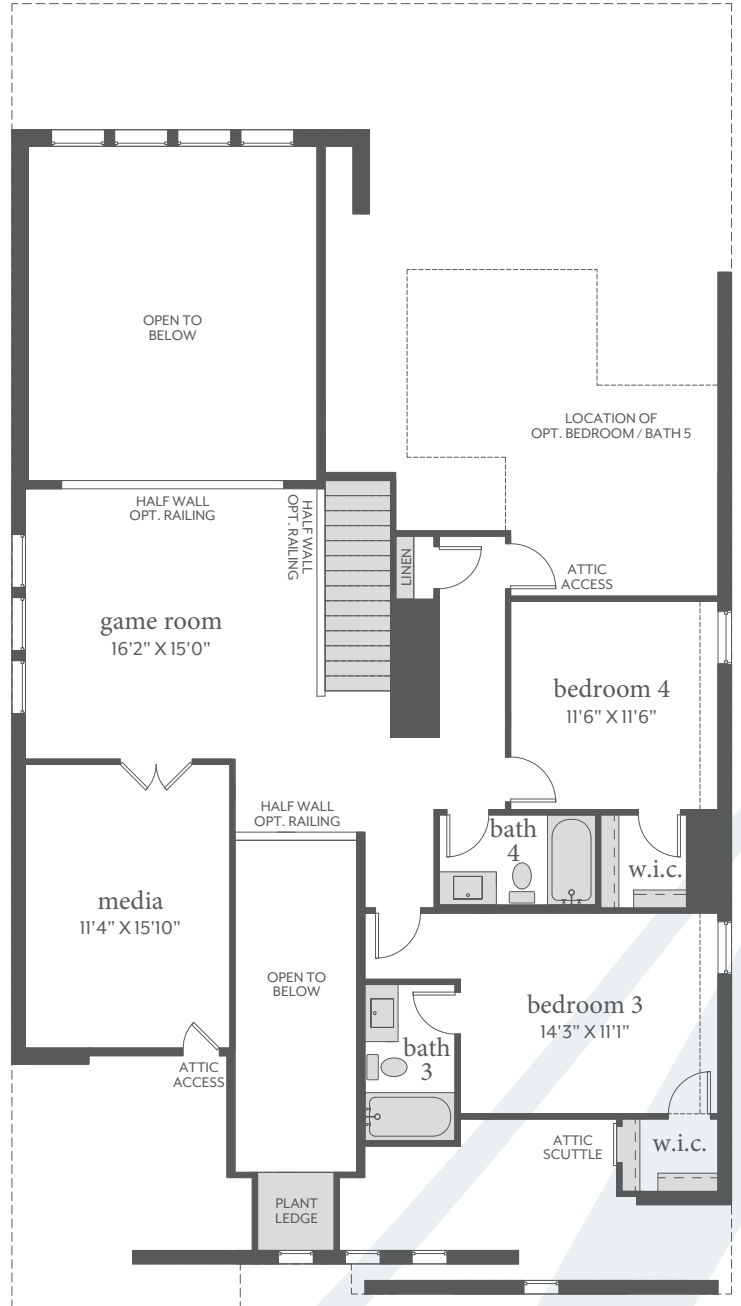 OPEN TO
BELOW
LOCATION OF
OPT. BEDROOM / BATH 5
HALF WALL
OPT. RAILING
HALF WALL
OPT. RAILING
LINEN
ATTIC
ACCESS
game room
16'2" X 15'0"
bedroom 4
11'6" X 11'6"
HALF WALL
OPT. RAILING
bath
4
w.i.c.
media
11'4" X 15'10"
OPEN TO
BELOW
bedroom 3
14'3" X 11'1"
bath
3
ATTIC
ACCESS
ATTIC
SCUTTLE
w.i.c.
PLANT
LEDGE